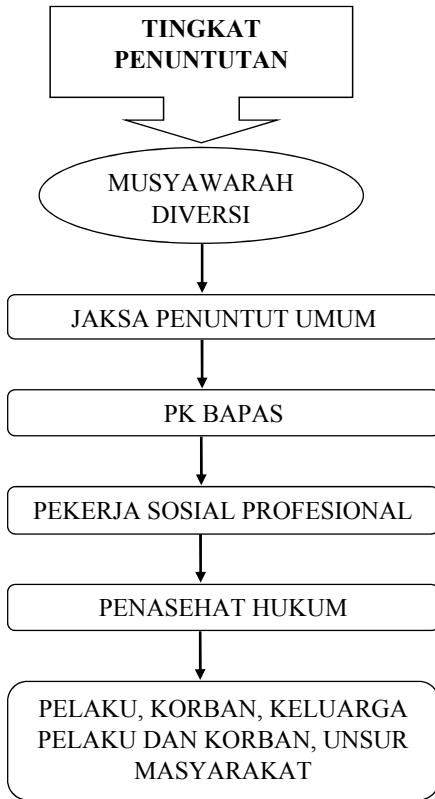 TINGKAT
PENUNTUTAN
MUSYAWARAH
DIVERSI
JAKSA PENUNTUT UMUM
PK BAPAS
PEKERJA SOSIAL PROFESIONAL
PENASEHAT HUKUM
PELAKU, KORBAN, KELUARGA
PELAKU DAN KORBAN, UNSUR
MASYARAKAT